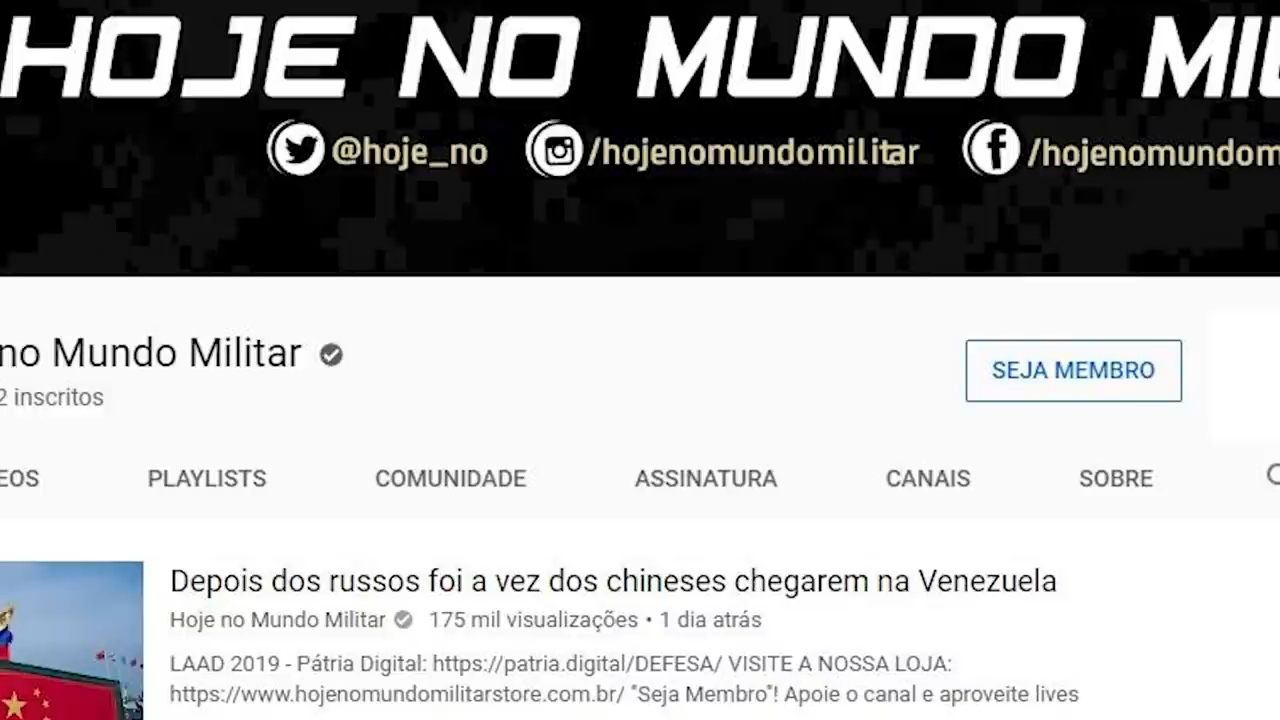 HOJE NO MUNDO MIL
@hoje_no /hojenomundomilitar /hojenomundom
no Mundo Militar
2 inscritos
SEJA MEMBRO
EOS PLAYLISTS COMUNIDADE ASSINATURA CANAIS SOBRE
Depois dos russos foi a vez dos chineses chegarem na Venezuela
Hoje no Mundo Militar 175 mil visualizações • 1 dia atrás
LAAD 2019 - Pátria Digital: https://patria.digital/DEFESA/ VISITE A NOSSA LOJA:
https://www.hojenomundomilitarstore.com.br/ "Seja Membro"! Apoie o canal e aproveite lives